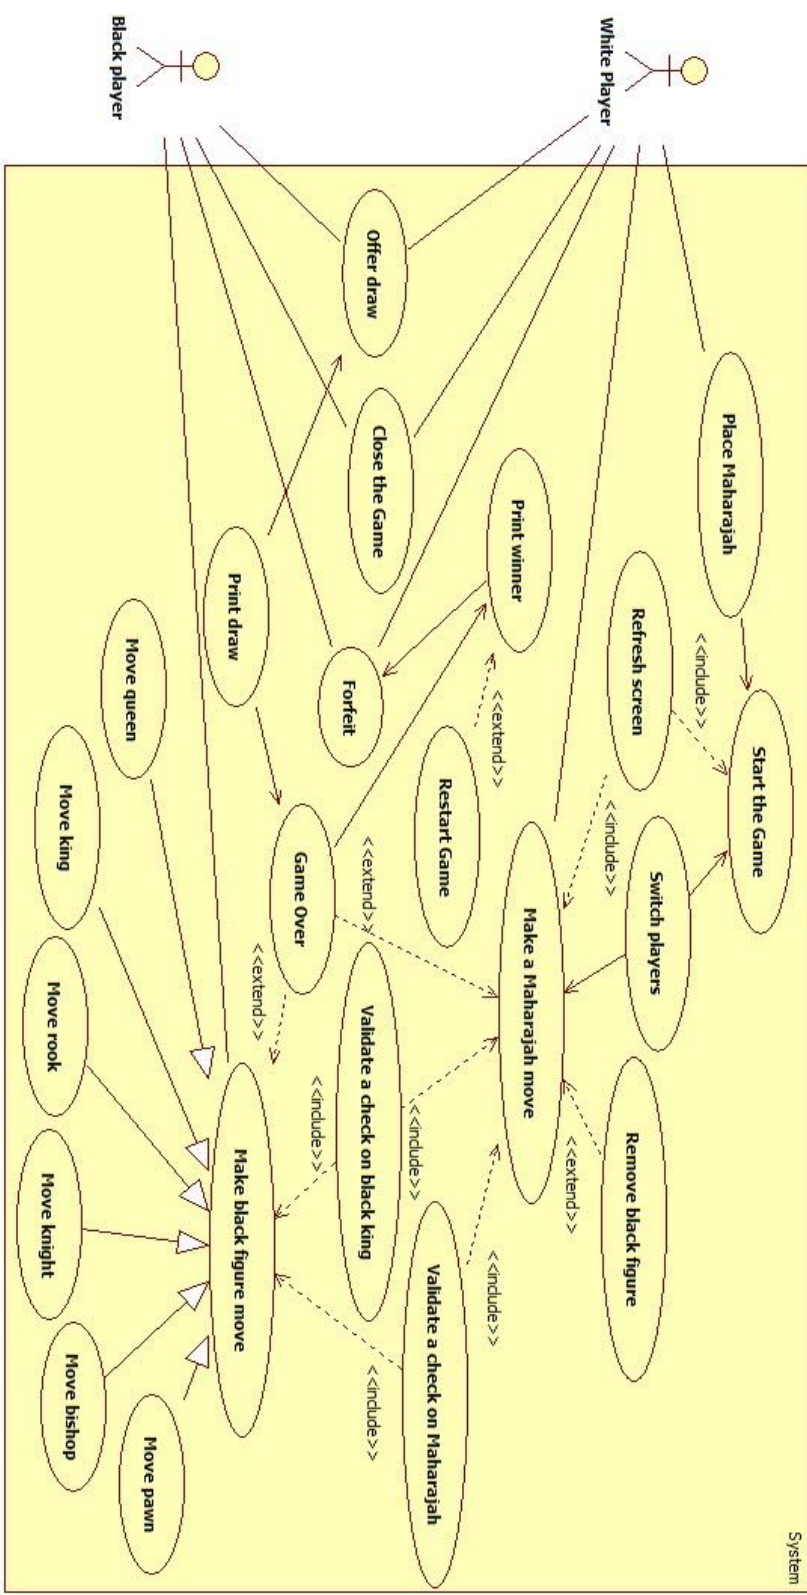 System
White Player
Black player
Place Maharajah
Start the Game
Refresh screen
<<include>>
Switch players
<<include>>
Remove black figure
<<extend>>
Make a Maharajah move
Print winner
<<extend>>
Restart Game
Offer draw
Close the Game
Forfeit
<<extend>>
Validate a check on black king
<<include>>
Validate a check on Maharajah
<<include>>
<<include>>
<<include>>
Print draw
Game Over
<<extend>>
Make black figure move
Move queen
Move king
Move rook
Move knight
Move bishop
Move pawn